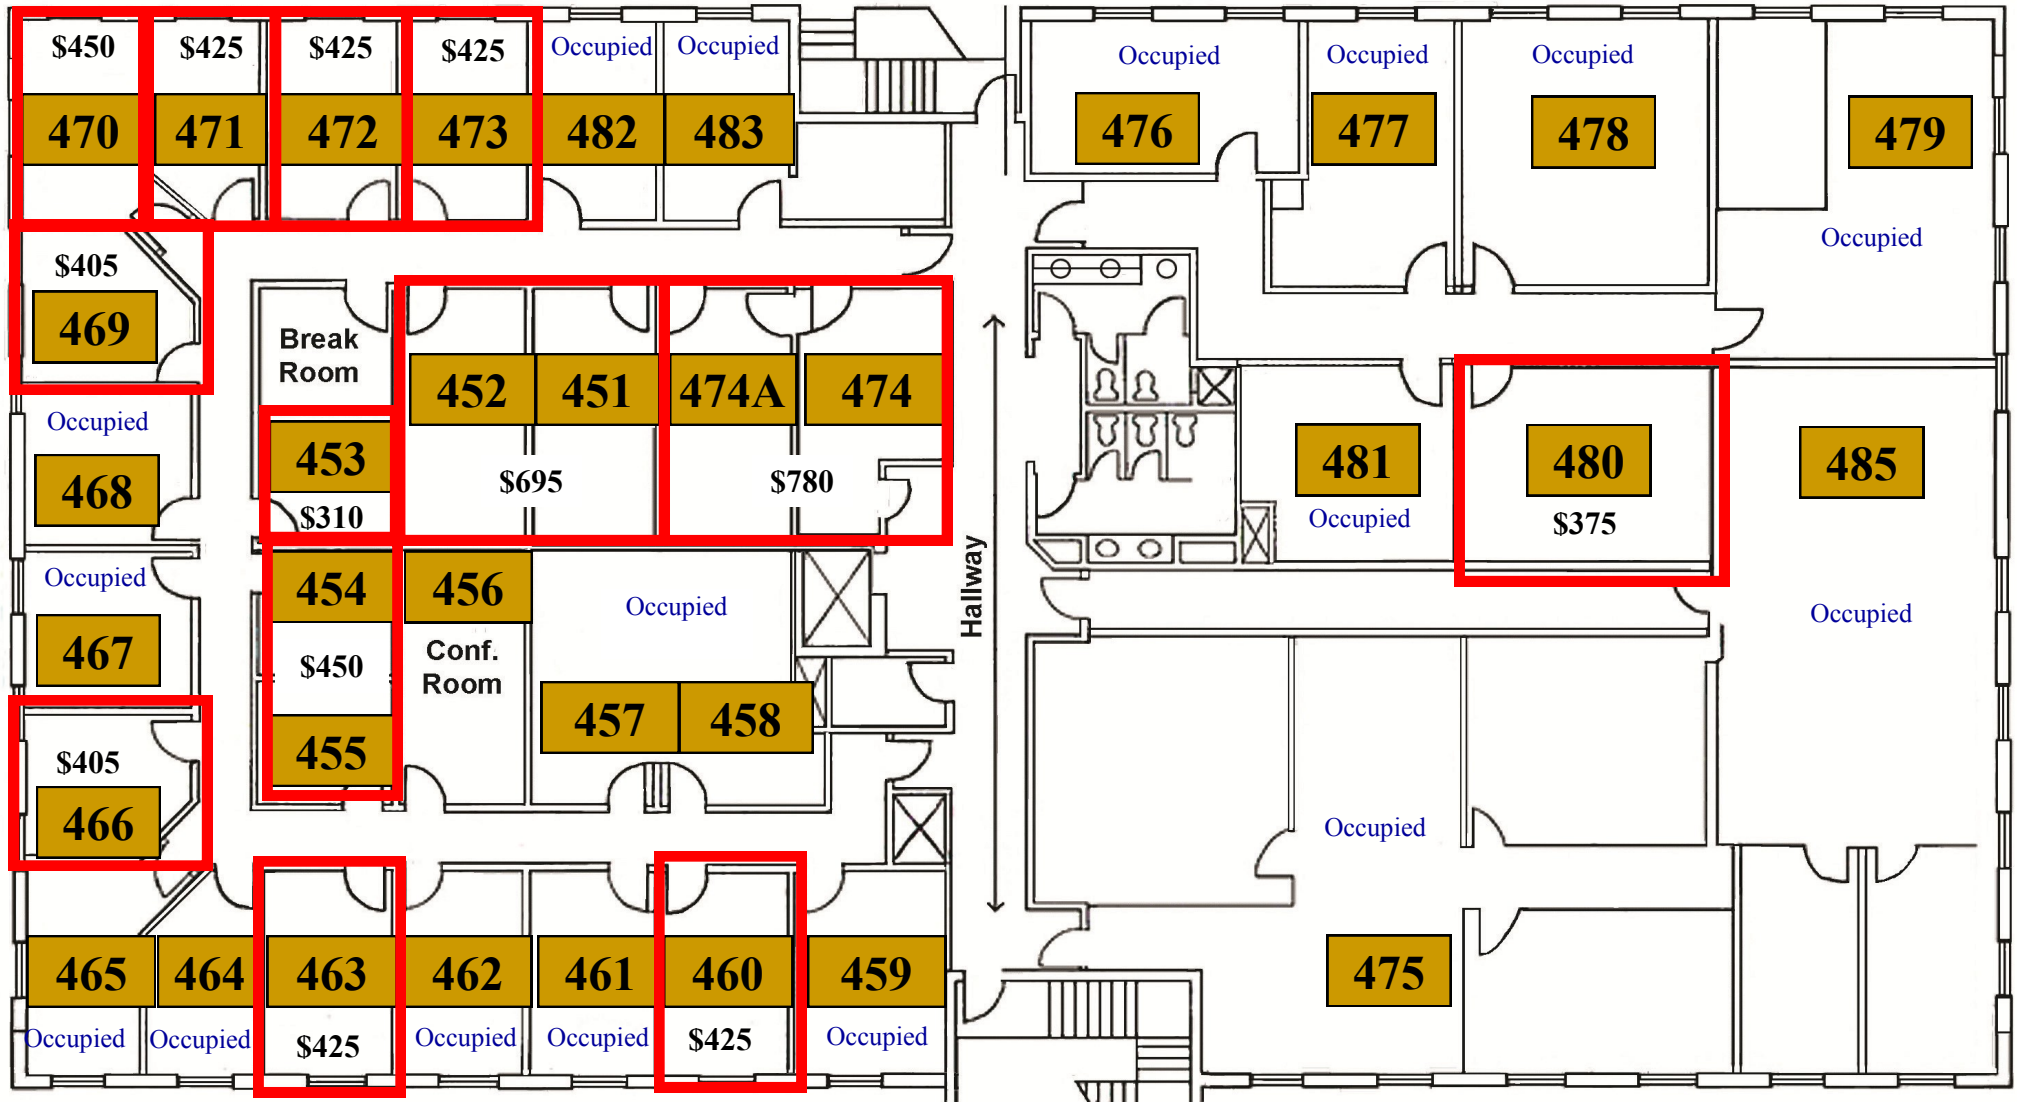 $450 $425 $425 $425 Occupied Occupied
470 471 472 473 482 483
Occupied Occupied Occupied
476 477 478 479
Occupied
$405
469
Break
Room
452 451 474A 474
$695 $780
453
$310
Occupied
468
Occupied
467
$405
466
454
$450
455
456
Conf.
Room
Occupied
457 458
Hallway
481
Occupied
480
$375
485
Occupied
Occupied
475
465 464 463 462 461 460 459
Occupied Occupied $425 Occupied Occupied $425 Occupied